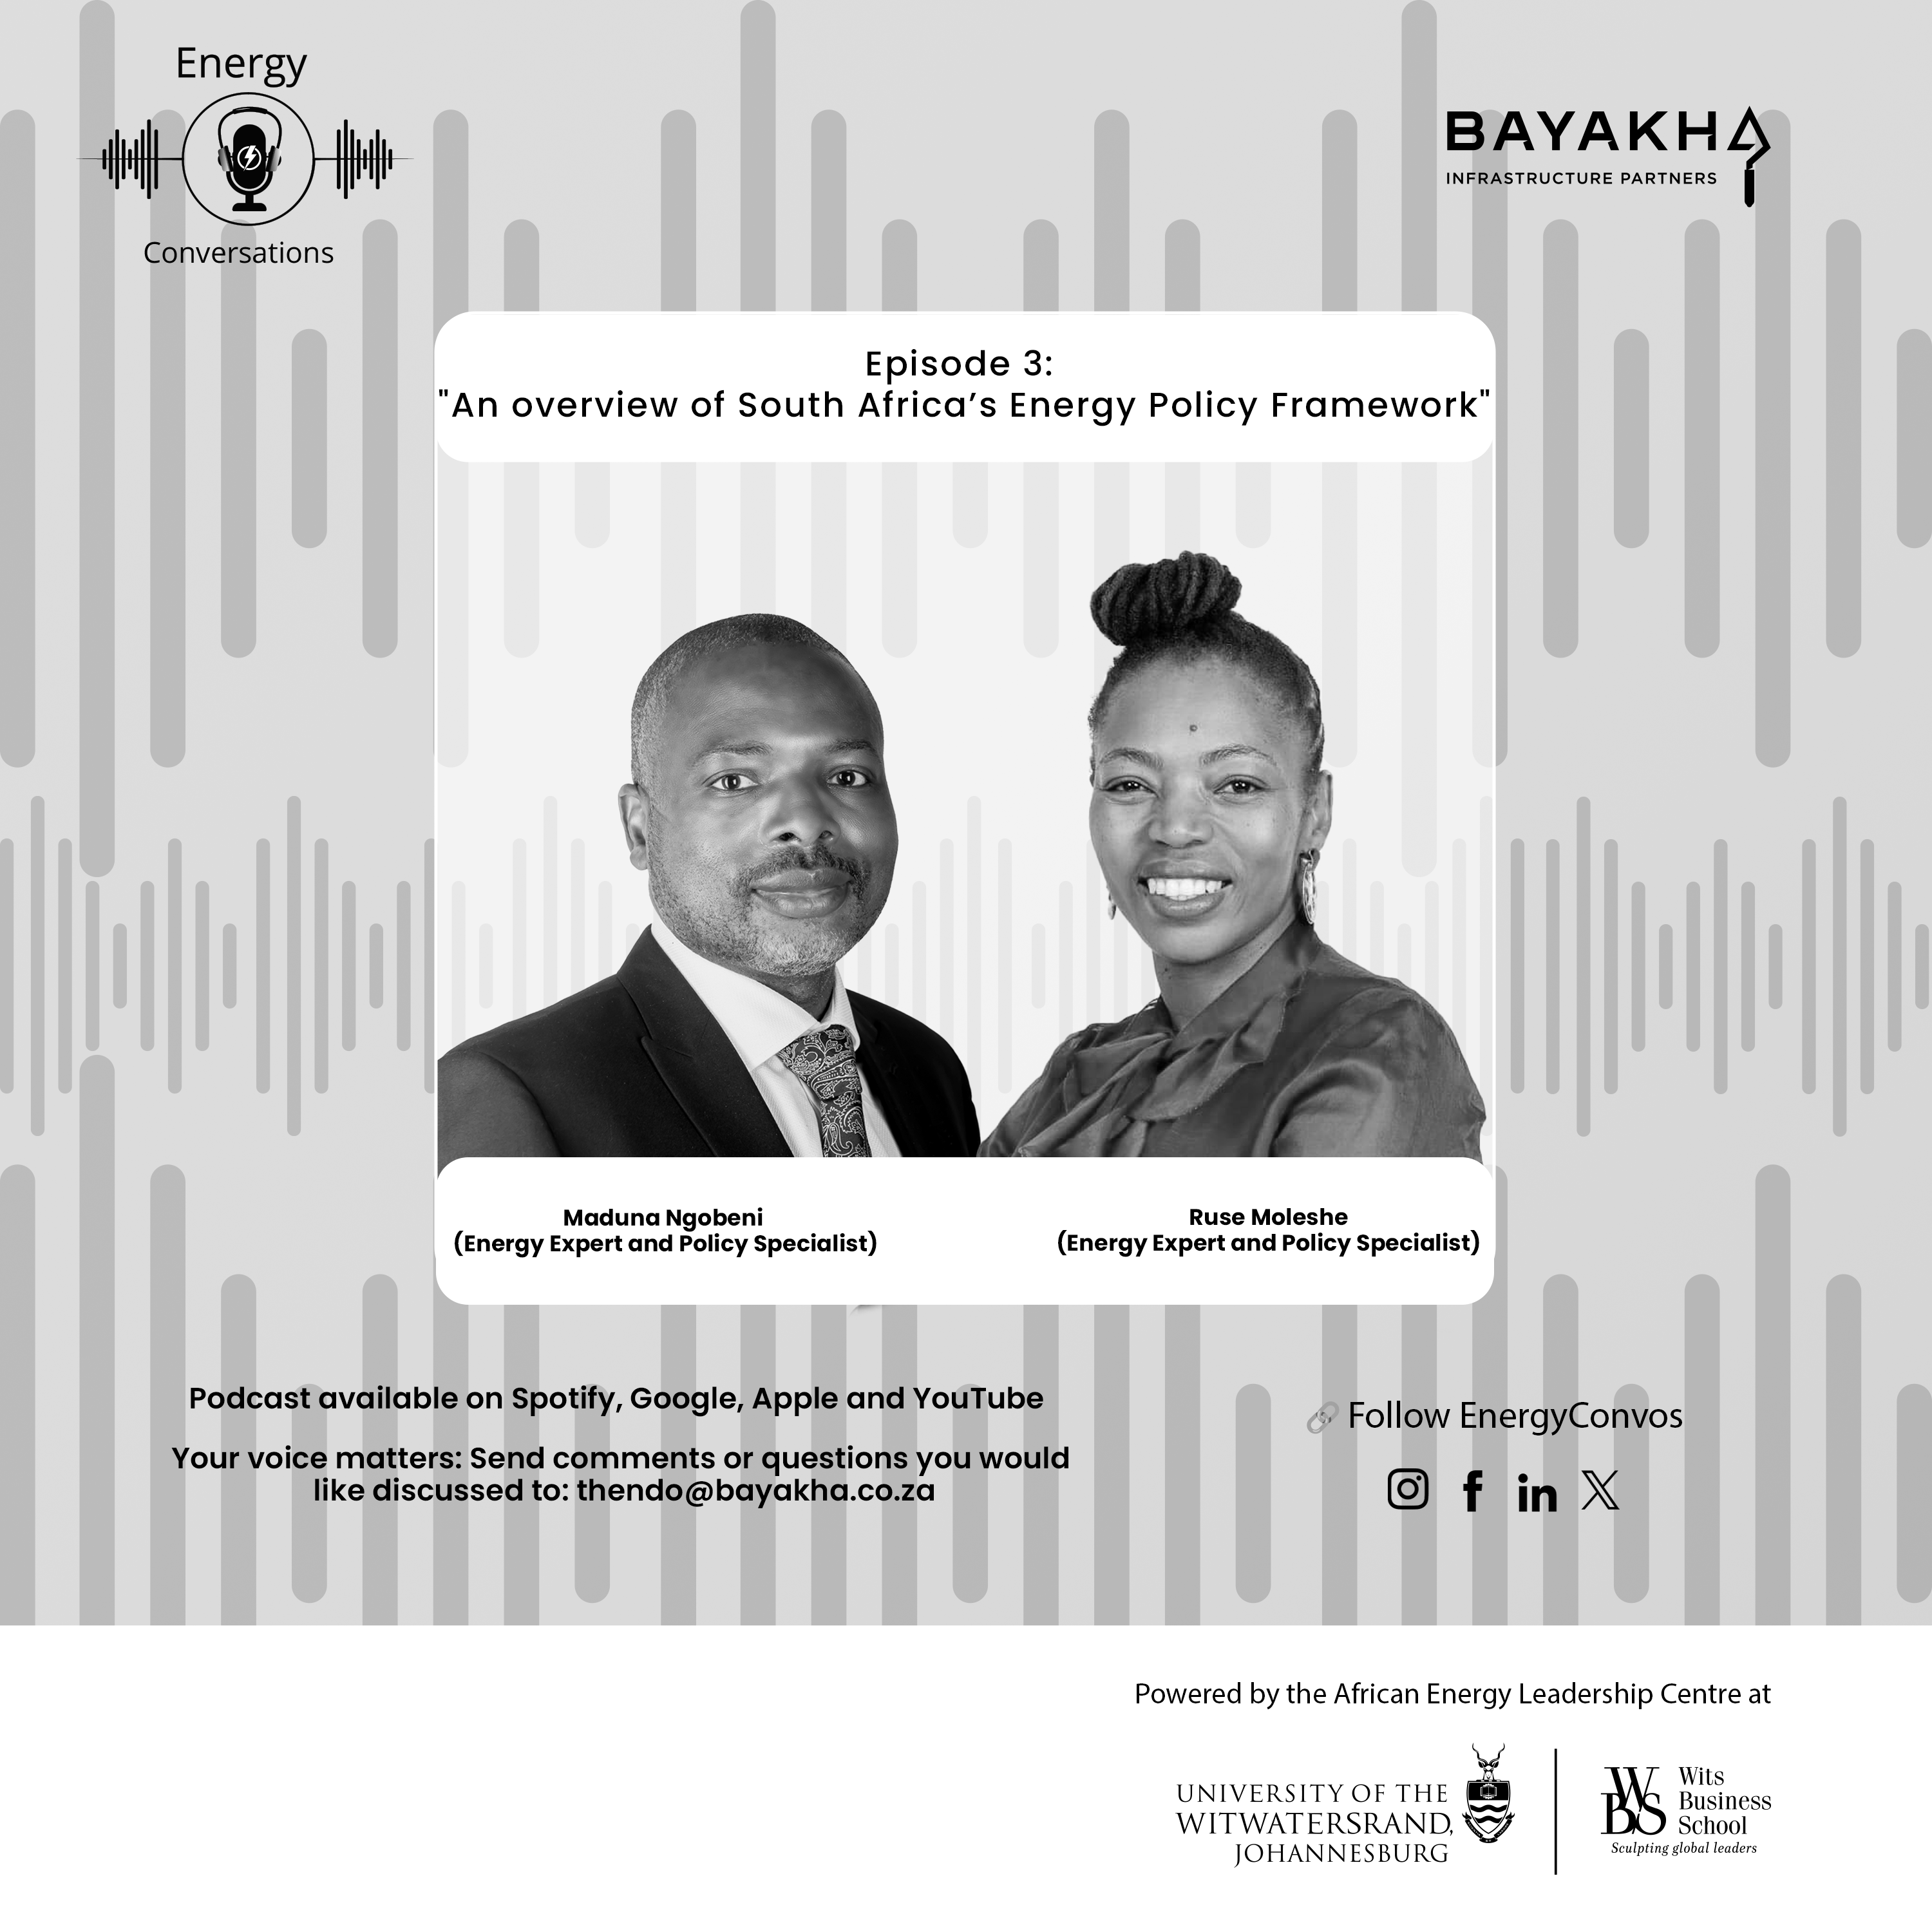 Energy
Conversations
BAYAKHA
INFRASTRUCTURE PARTNERS
Episode 3:
"An overview of South Africa’s Energy Policy Framework"
Maduna Ngobeni
(Energy Expert and Policy Specialist)
Ruse Moleshe
(Energy Expert and Policy Specialist)
Podcast available on Spotify, Google, Apple and YouTube
Your voice matters: Send comments or questions you would
like discussed to: thendo@bayakha.co.za
Follow EnergyConvos
Powered by the African Energy Leadership Centre at
UNIVERSITY OF THE
WITWATERSRAND,
JOHANNESBURG
WBS
Wits
Business
School
Sculpting global leaders